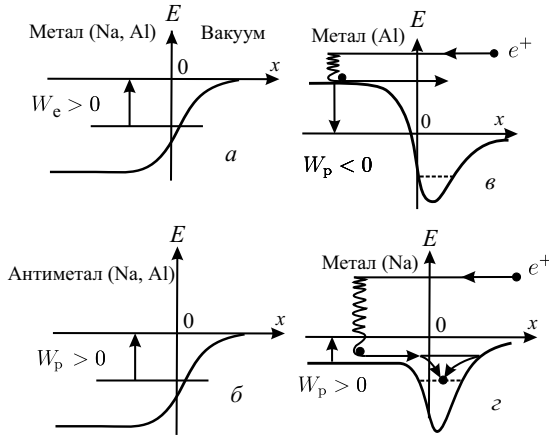 E
Метал (Na, Al)
Вакуум
0
x
W_e > 0
а
E
Метал (Al)
e⁺
x
0
W_p < 0
в
E
Антиметал (Na, Al)
0
x
W_p > 0
б
E
Метал (Na)
e⁺
0
x
W_p > 0
г